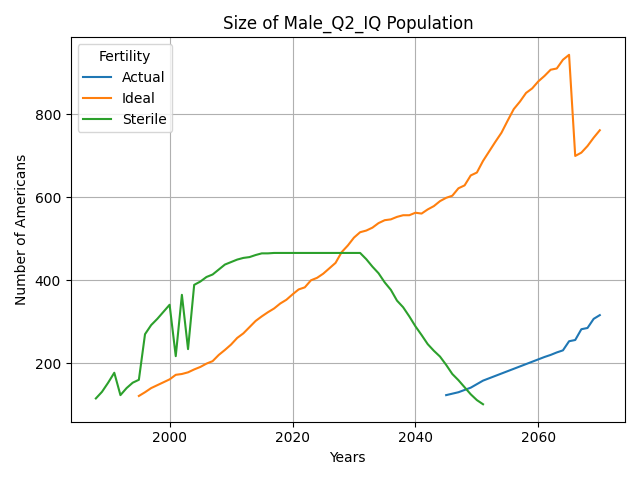 Size of Male_Q2_IQ Population
Fertility
Actual
Ideal
Sterile
Number of Americans
800
600
400
200
2000
2020
2040
2060
Years